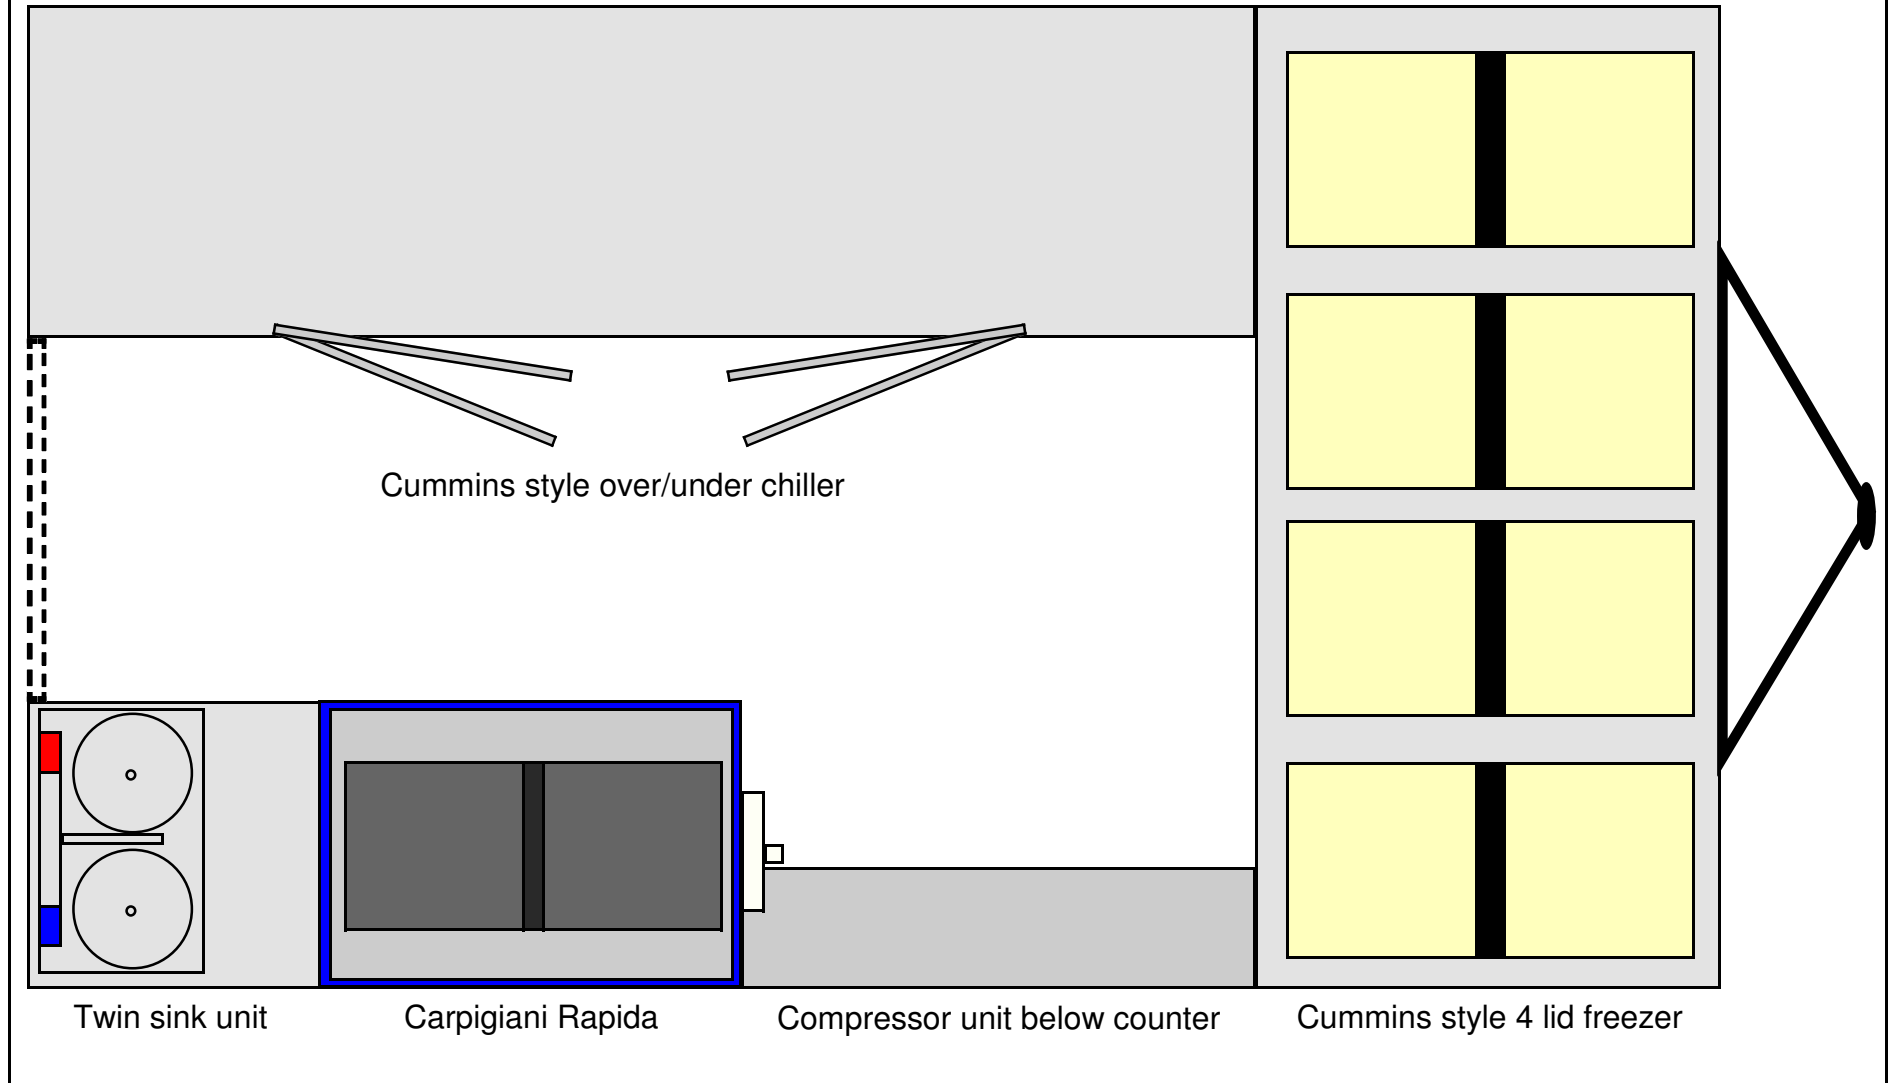 Cummins style over/under chiller
Twin sink unit
Carpigiani Rapida
Compressor unit below counter
Cummins style 4 lid freezer